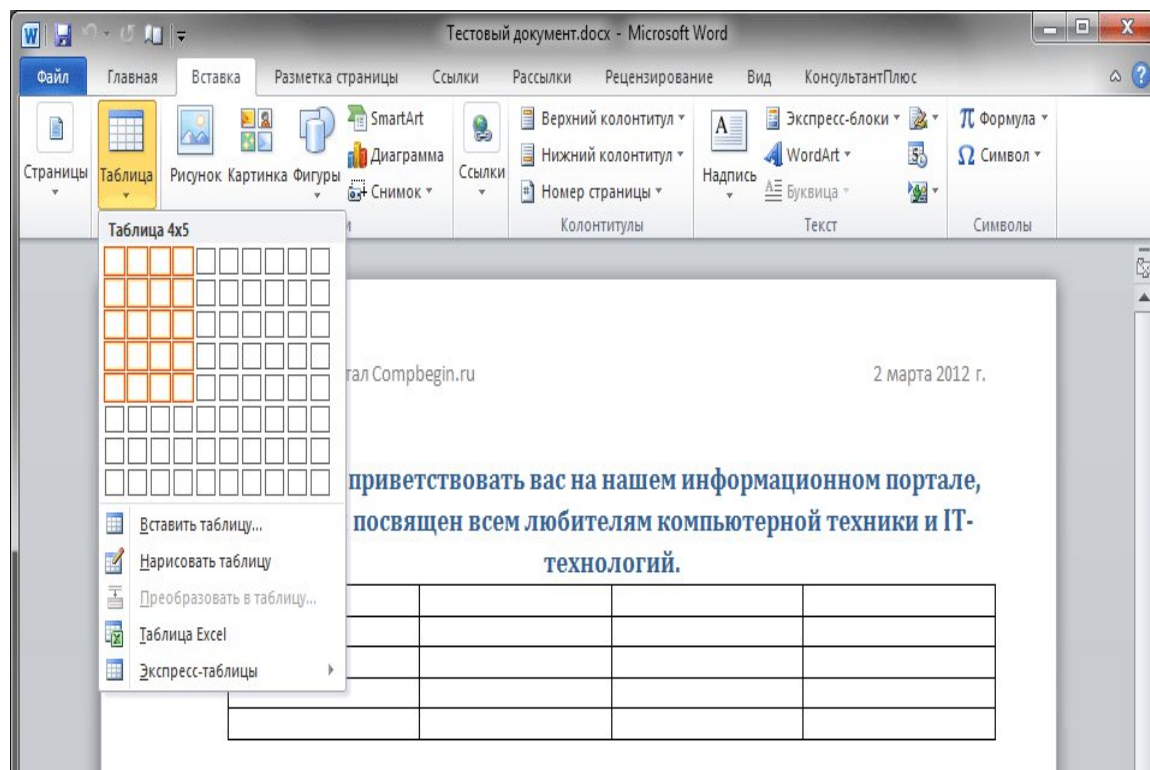 Тестовый документ.docx - Microsoft Word
Файл Главная Вставка Разметка страницы Ссылки Рассылки Рецензирование Вид КонсультантПлюс
Страницы
Таблица
Рисунок Картинка Фигуры
SmartArt
Диаграмма
Снимок
Ссылки
Верхний колонтитул
Нижний колонтитул
Номер страницы
Колонтитулы
Надпись
Экспресс-блоки
WordArt
Буквица
Текст
Формула
Символ
Символы
Таблица 4x5
Вставить таблицу...
Нарисовать таблицу
Преобразовать в таблицу...
Таблица Excel
Экспресс-таблицы
Compbegin.ru 2 марта 2012 г.
приветствовать вас на нашем информационном портале,
посвящен всем любителям компьютерной техники и IT-
технологий.